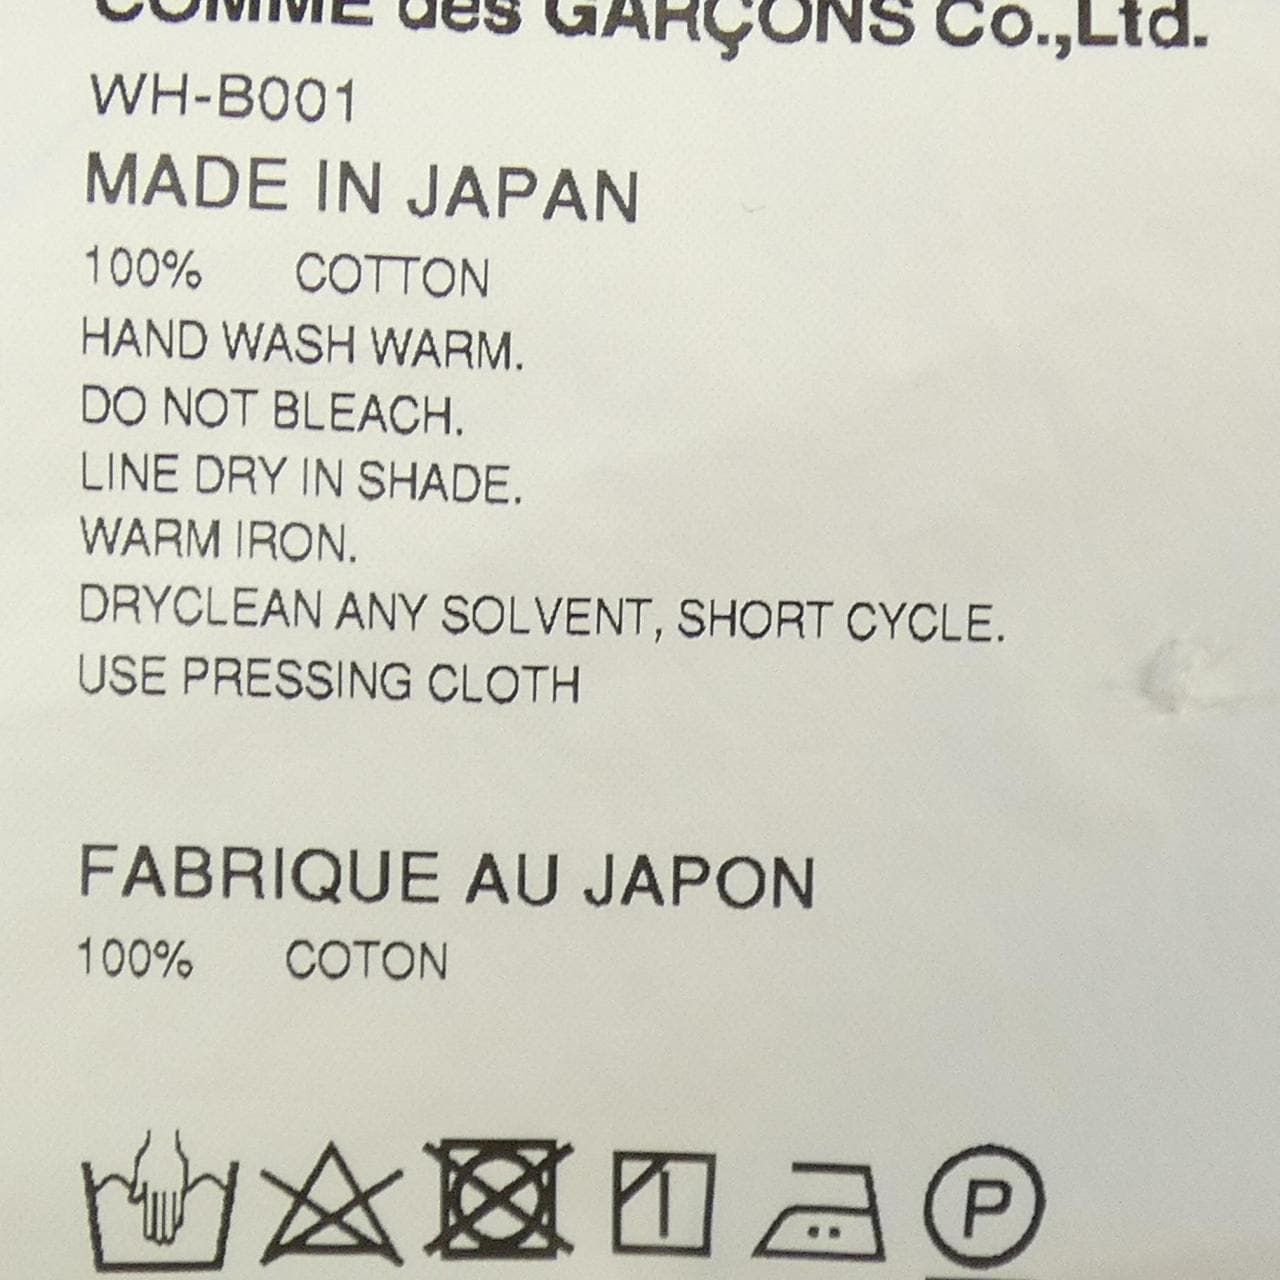 COMME des GARÇONS Co.,Ltd.
WH-B001
MADE IN JAPAN
100% COTTON
HAND WASH WARM.
DO NOT BLEACH.
LINE DRY IN SHADE.
WARM IRON.
DRYCLEAN ANY SOLVENT, SHORT CYCLE.
USE PRESSING CLOTH
FABRIQUE AU JAPON
100% COTON
P